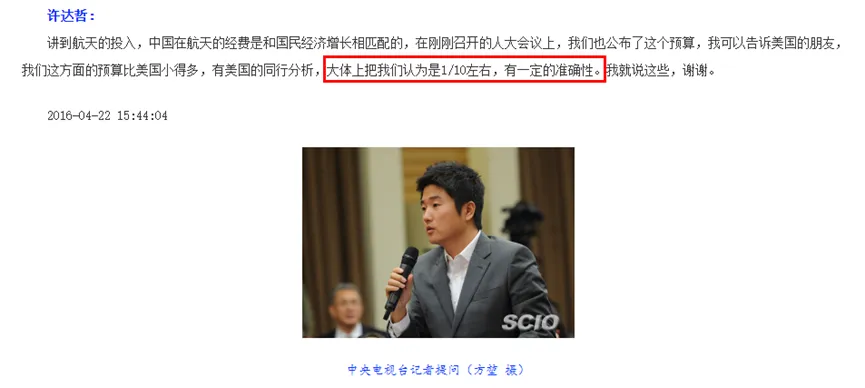 许达哲：
讲到航天的投入，中国在航天的经费是和国民经济增长相匹配的，在刚刚召开的人大会议上，我们也公布了这个预算，我可以告诉美国的朋友，
我们这方面的预算比美国小得多，有美国的同行分析，大体上把我们认为是1/10左右，有一定的准确性。我就说这些，谢谢。
2016-04-22 15:44:04
SCIO
中央电视台记者提问（方堃 摄）